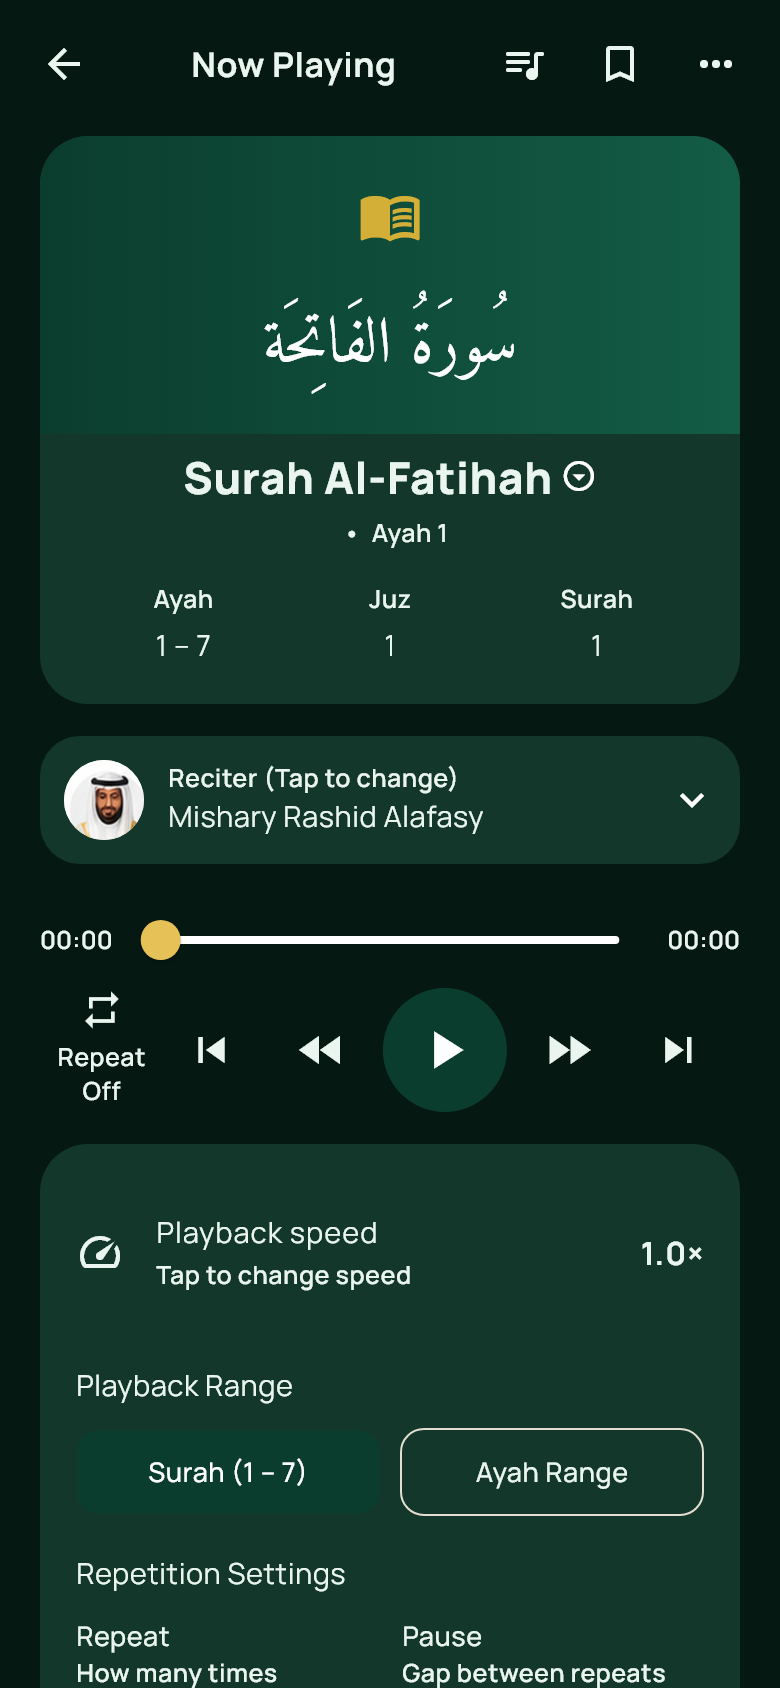 Now Playing
سُورَةُ الفَاتِحَة
Surah Al-Fatihah
• Ayah 1
Ayah Juz Surah
1 – 7 1 1
Reciter (Tap to change)
Mishary Rashid Alafasy
00:00 00:00
Repeat
Off
Playback speed
Tap to change speed
1.0×
Playback Range
Surah (1 – 7) Ayah Range
Repetition Settings
Repeat Pause
How many times Gap between repeats